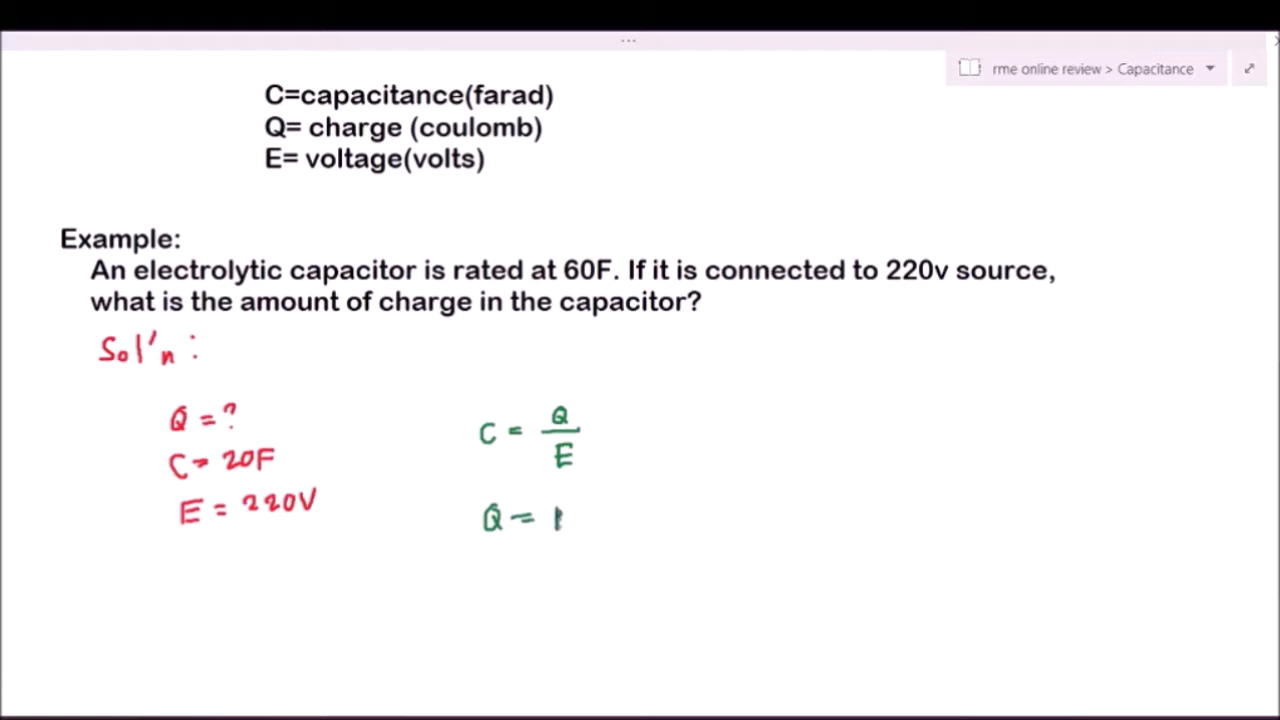 ...
rme online review > Capacitance
C=capacitance(farad)
Q= charge (coulomb)
E= voltage(volts)
Example:
An electrolytic capacitor is rated at 60F. If it is connected to 220v source,
what is the amount of charge in the capacitor?
Sol'n :
Q = ?
C = 20F
E = 220V
C = Q
E
Q =